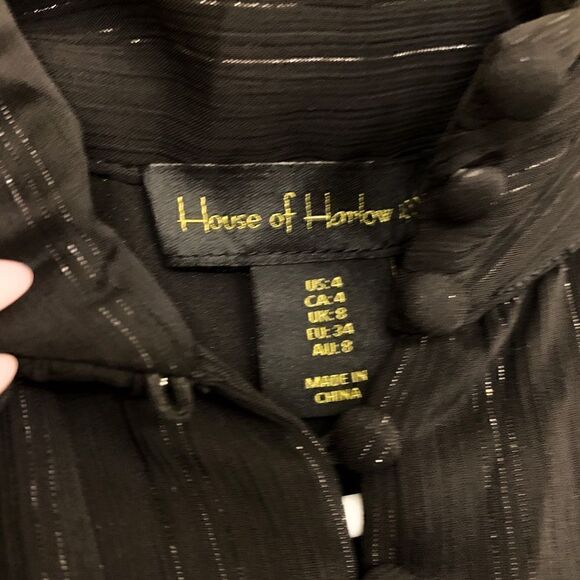 House of Harlow
US:4
CA:4
UK:8
EU:34
AU:8
MADE IN
CHINA